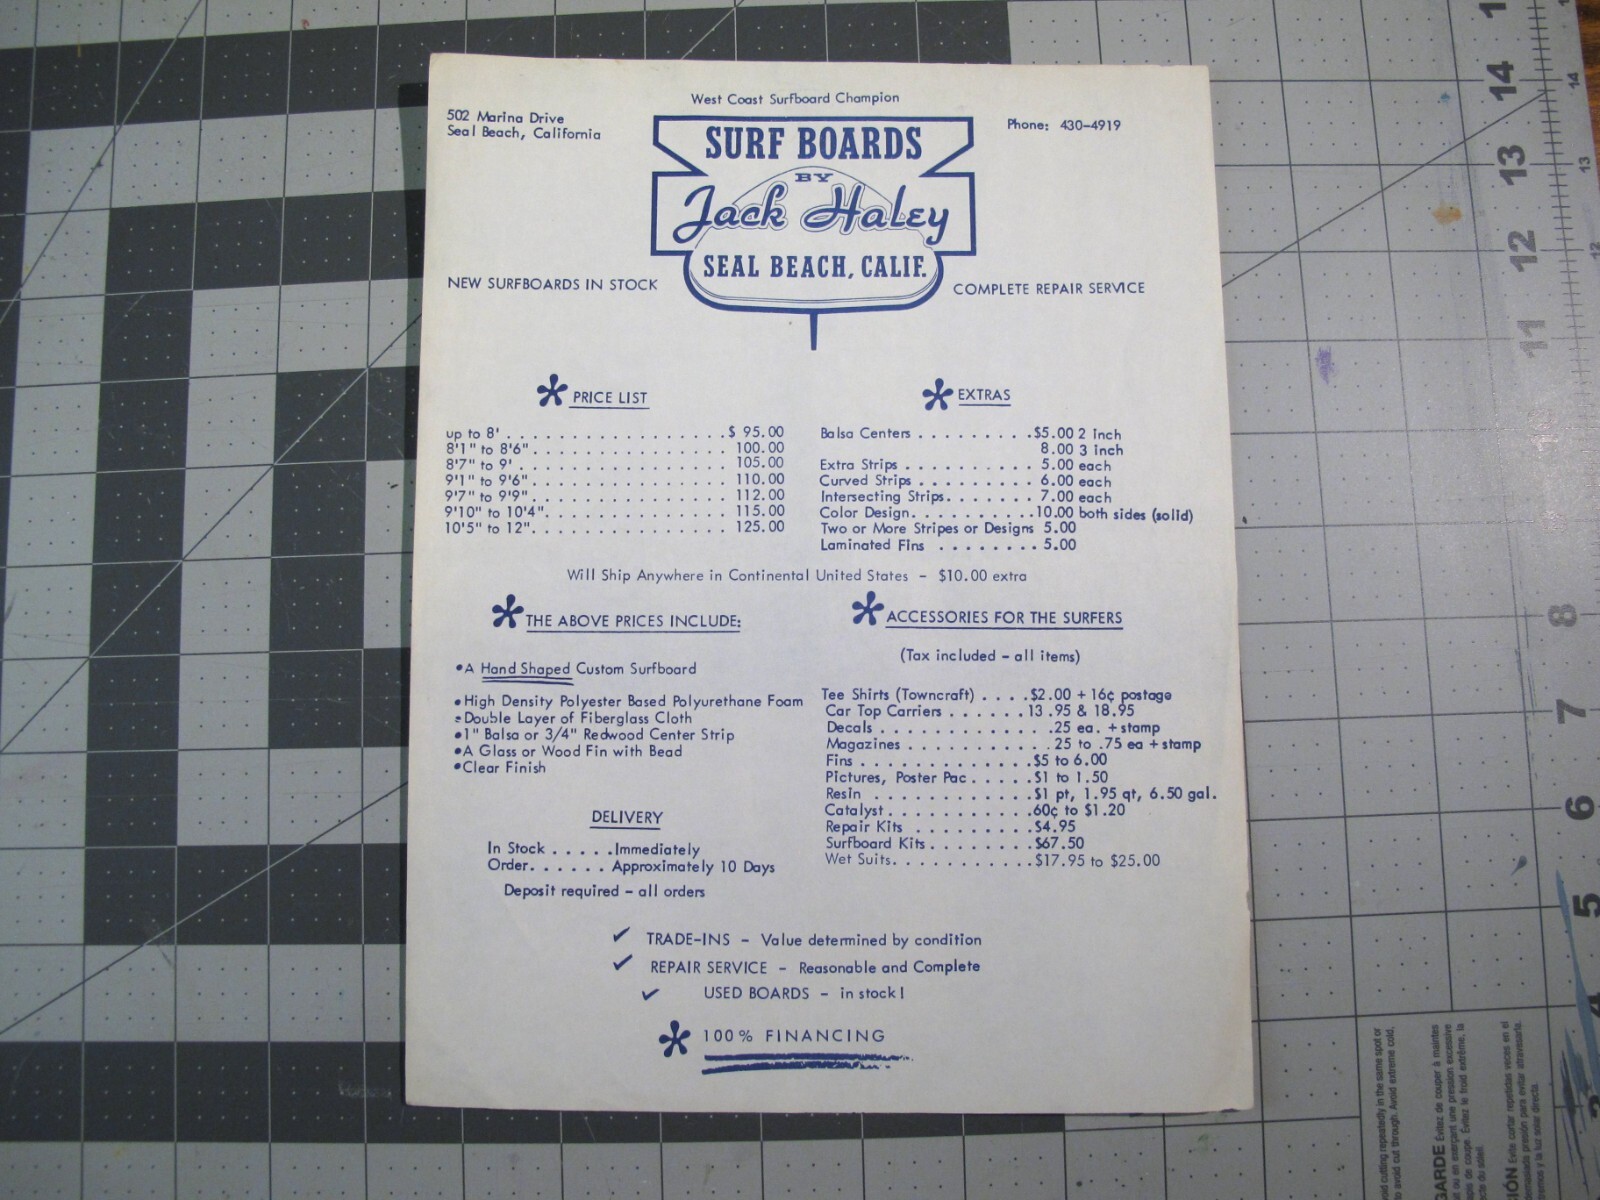 West Coast Surfboard Champion
502 Marina Drive
Seal Beach, California
Phone: 430-4919
SURF BOARDS
BY
Jack Haley
SEAL BEACH, CALIF.
NEW SURFBOARDS IN STOCK
COMPLETE REPAIR SERVICE
* PRICE LIST
up to 8' . . . . . . . . . . . . . . . . . $ 95.00
8'1" to 8'6" . . . . . . . . . . . . . . . 100.00
8'7" to 9' . . . . . . . . . . . . . . . . 105.00
9'1" to 9'6" . . . . . . . . . . . . . . . 110.00
9'7" to 9'9" . . . . . . . . . . . . . . . 112.00
9'10" to 10'4" . . . . . . . . . . . . . . 115.00
10'5" to 12" . . . . . . . . . . . . . . . 125.00
* EXTRAS
Balsa Centers . . . . . . . . . $5.00 2 inch
8.00 3 inch
Extra Strips . . . . . . . . . . 5.00 each
Curved Strips . . . . . . . . . 6.00 each
Intersecting Strips. . . . . . . 7.00 each
Color Design. . . . . . . . . . 10.00 both sides (solid)
Two or More Stripes or Designs 5.00
Laminated Fins . . . . . . . . 5.00
Will Ship Anywhere in Continental United States - $10.00 extra
* THE ABOVE PRICES INCLUDE:
•A Hand Shaped Custom Surfboard
•High Density Polyester Based Polyurethane Foam
•Double Layer of Fiberglass Cloth
•1" Balsa or 3/4" Redwood Center Strip
•A Glass or Wood Fin with Bead
•Clear Finish
DELIVERY
In Stock . . . . . Immediately
Order. . . . . . Approximately 10 Days
Deposit required - all orders
* ACCESSORIES FOR THE SURFERS
(Tax included - all items)
Tee Shirts (Towncraft) . . . . $2.00 + 16¢ postage
Car Top Carriers . . . . . . 13.95 & 18.95
Decals . . . . . . . . . . . . .25 ea. + stamp
Magazines . . . . . . . . . . .25 to .75 ea + stamp
Fins . . . . . . . . . . . . . $5 to 6.00
Pictures, Poster Pac . . . . . $1 to 1.50
Resin . . . . . . . . . . . . $1 pt, 1.95 qt, 6.50 gal.
Catalyst . . . . . . . . . . . 60¢ to $1.20
Repair Kits . . . . . . . . . $4.95
Surfboard Kits . . . . . . . . $67.50
Wet Suits. . . . . . . . . . . $17.95 to $25.00
✓ TRADE-INS - Value determined by condition
✓ REPAIR SERVICE - Reasonable and Complete
✓ USED BOARDS - in stock!
* 100% FINANCING
14
13
12
11
8
7
6
5
4
14
13
12